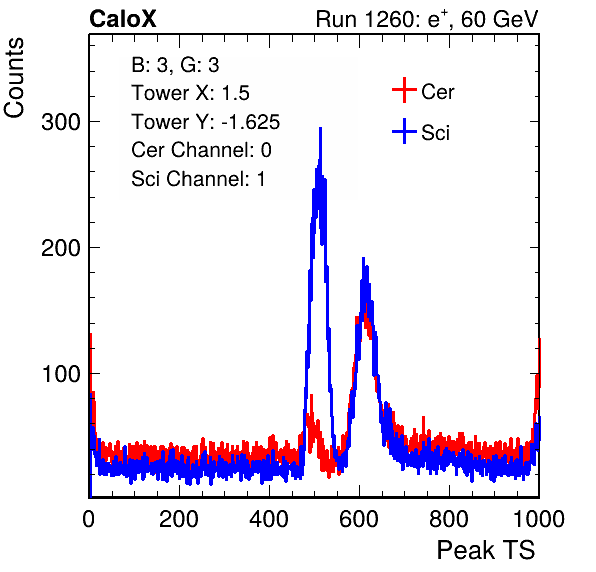 CaloX Run 1260: e⁺, 60 GeV
Counts
B: 3, G: 3
Tower X: 1.5
Tower Y: -1.625
Cer Channel: 0
Sci Channel: 1
Cer
Sci
300
200
100
0 200 400 600 800 1000
Peak TS